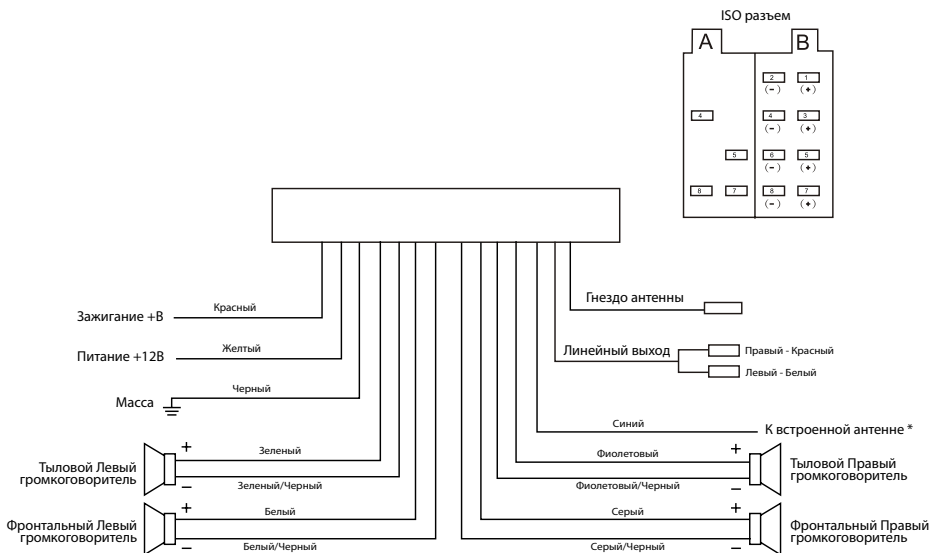 ISO разъем
A
B
2
1
(-)
(+)
4
4
3
(-)
(+)
5
6
5
(-)
(+)
8
7
8
7
(-)
(+)
Гнездо антенны
Зажигание +В
Красный
Питание +12В
Желтый
Линейный выход
Правый - Красный
Левый - Белый
Масса
Черный
Синий
К встроенной антенне *
Тыловой Левый
громкоговоритель
+
Зеленый
–
Зеленый/Черный
Фиолетовый
+
Фиолетовый/Черный
–
Тыловой Правый
громкоговоритель
Фронтальный Левый
громкоговоритель
+
Белый
–
Белый/Черный
Серый
+
Серый/Черный
–
Фронтальный Правый
громкоговоритель